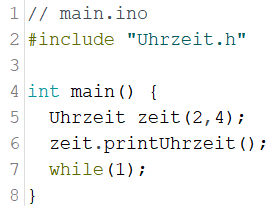 1 // main.ino
2 #include "Uhrzeit.h"
3
4 int main() {
5   Uhrzeit zeit(2,4);
6   zeit.printUhrzeit();
7   while(1);
8 }